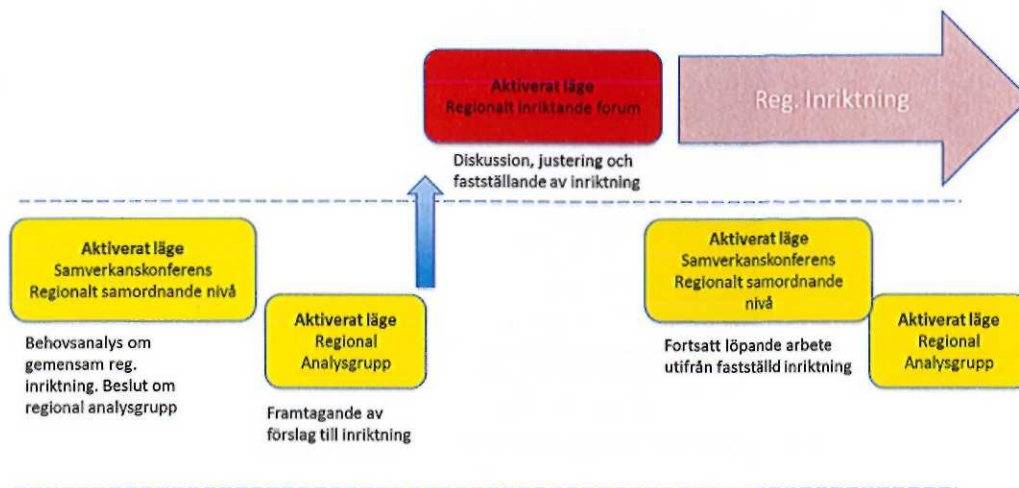 Aktiverat läge
Regionalt inriktande forum
Reg. Inriktning
Diskussion, justering och
fastställande av inriktning
Aktiverat läge
Samverkanskonferens
Regionalt samordnande nivå
Behovsanalys om
gemensam reg.
inriktning. Beslut om
regional analysgrupp
Aktiverat läge
Regional
Analysgrupp
Framtagande av
förslag till inriktning
Aktiverat läge
Samverkanskonferens
Regionalt samordnande
nivå
Fortsatt löpande arbete
utifrån fastställd inriktning
Aktiverat läge
Regional
Analysgrupp